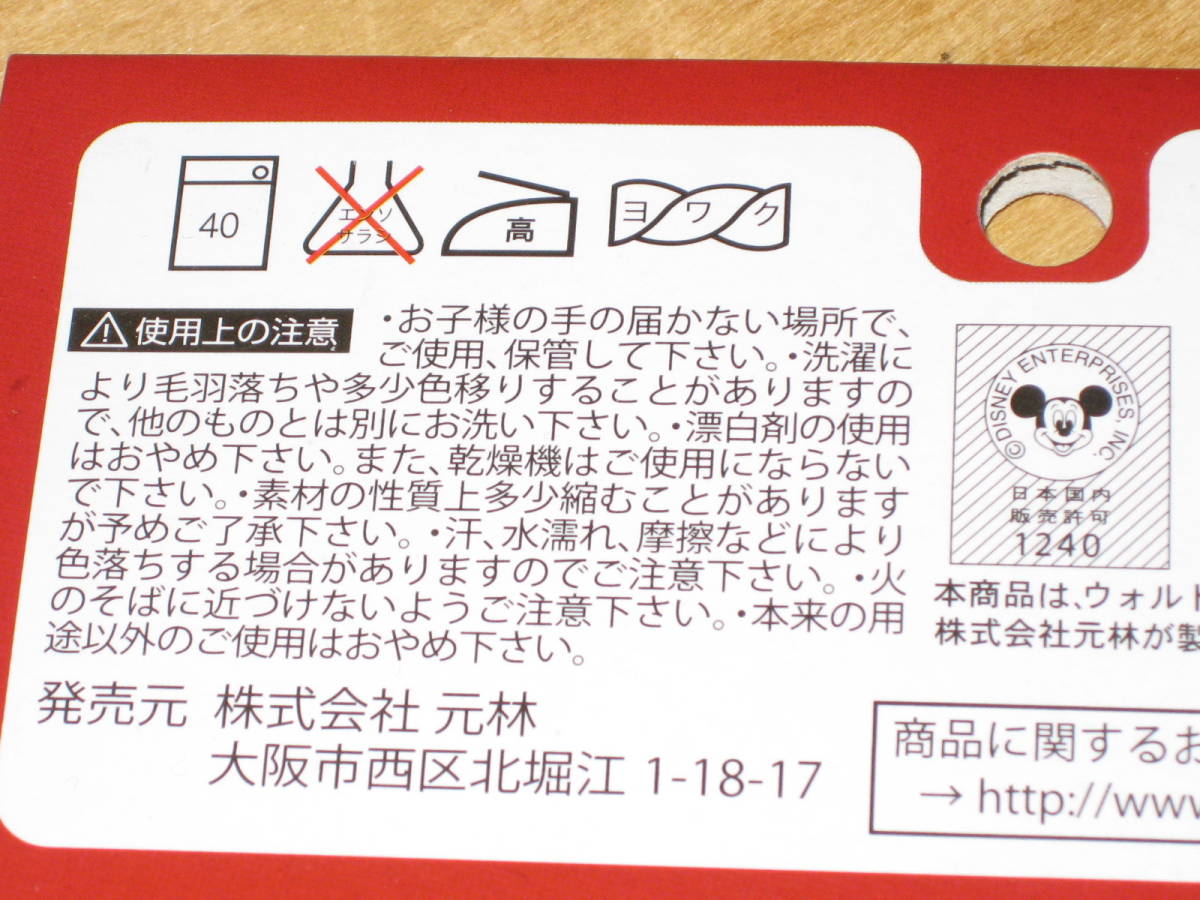 40
エンソ
サラシ
高
ヨワク
使用上の注意
・お子様の手の届かない場所で、
ご使用、保管して下さい。・洗濯に
より毛羽落ちや多少色移りすることがありますの
で、他のものとは別にお洗い下さい。・漂白剤の使用
はおやめ下さい。また、乾燥機はご使用にならない
で下さい。・素材の性質上多少縮むことがあります
が予めご了承下さい。・汗、水濡れ、摩擦などにより
色落ちする場合がありますのでご注意下さい。・火
のそばに近づけないようご注意下さい。・本来の用
途以外のご使用はおやめ下さい。
発売元 株式会社 元林
大阪市西区北堀江 1-18-17
©DISNEY ENTERPRISES, INC.
日本国内
販売許可
1240
本商品は、ウォルト
株式会社元林が製
商品に関するお
→ http://www